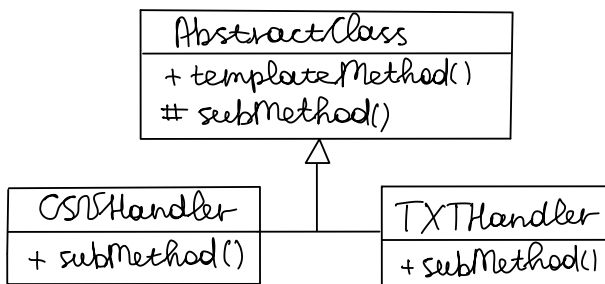 AbstractClass
+ templateMethod()
# subMethod()
CSVHandler
+ subMethod()
TXTHandler
+ subMethod()